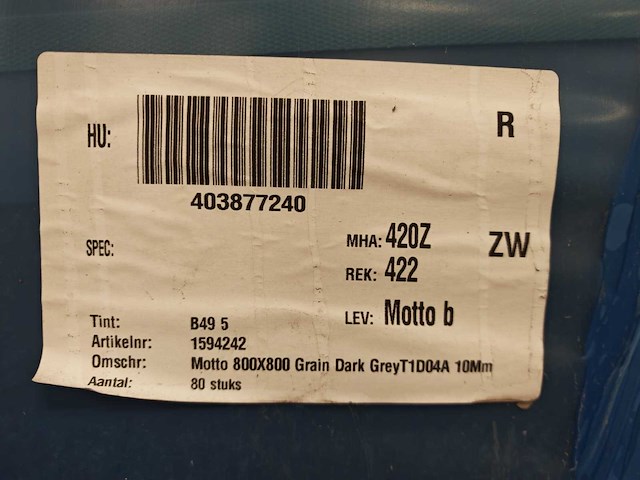 HU:
R
403877240
SPEC:
MHA: 420Z
ZW
REK: 422
LEV: Motto b
Tint: B49 5
Artikelnr: 1594242
Omschr: Motto 800X800 Grain Dark GreyT1D04A 10Mm
Aantal: 80 stuks